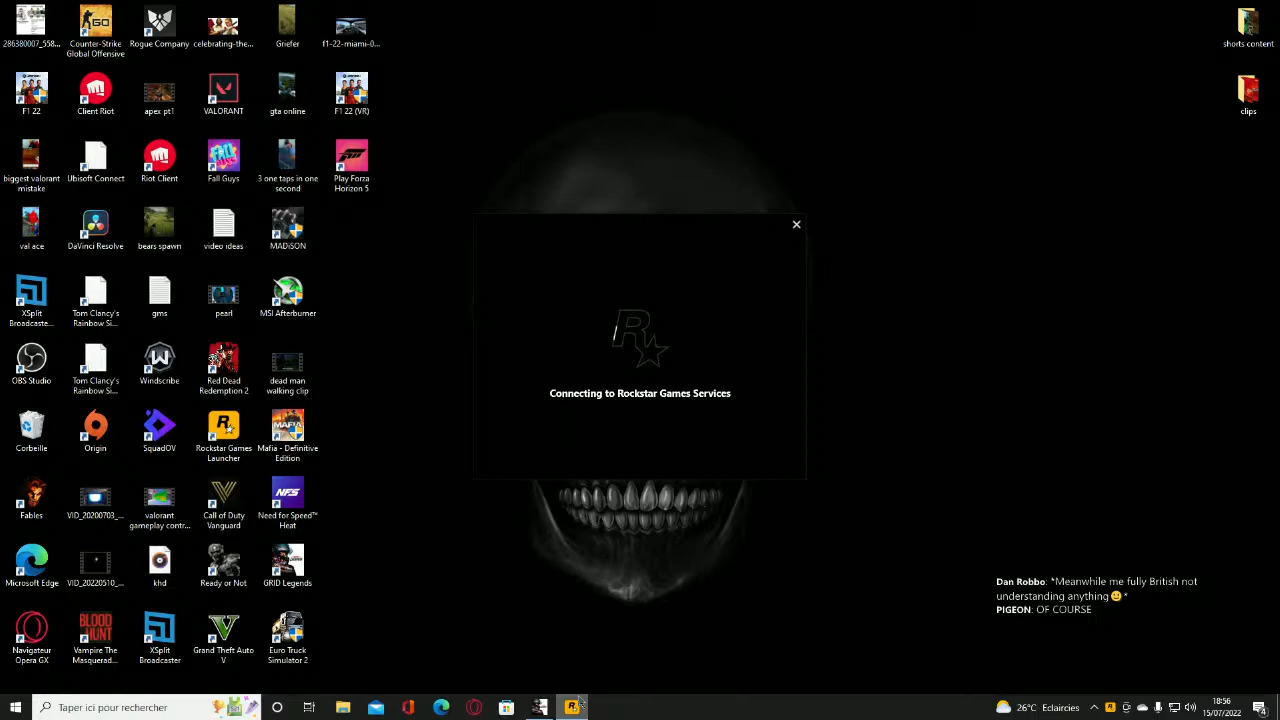 286380007_558...
Counter-Strike
Global Offensive
Rogue Company
celebrating-the...
Griefer
f1-22-miami-0...
shorts content
F1 22
Client Riot
apex pt1
VALORANT
gta online
F1 22 (VR)
clips
biggest valorant
mistake
Ubisoft Connect
Riot Client
Fall Guys
3 one taps in one
second
Play Forza
Horizon 5
val ace
DaVinci Resolve
bears spawn
video ideas
MADiSON
XSplit
Broadcaste...
Tom Clancy's
Rainbow Si...
gms
pearl
MSI Afterburner
Connecting to Rockstar Games Services
OBS Studio
Tom Clancy's
Rainbow Si...
Windscribe
Red Dead
Redemption 2
dead man
walking clip
Corbeille
Origin
SquadOV
Rockstar Games
Launcher
Mafia - Definitive
Edition
Fables
VID_20200703_...
valorant
gameplay contr...
Call of Duty
Vanguard
Need for Speed™
Heat
Microsoft Edge
VID_20220510_...
khd
Ready or Not
GRID Legends
Dan Robbo: *Meanwhile me fully British not
understanding anything 🙂*
PIGEON: OF COURSE
Navigateur
Opera GX
Vampire The
Masquerad...
XSplit
Broadcaster
Grand Theft Auto
V
Euro Truck
Simulator 2
Taper ici pour rechercher
26°C Eclaircies
18:56
15/07/2022